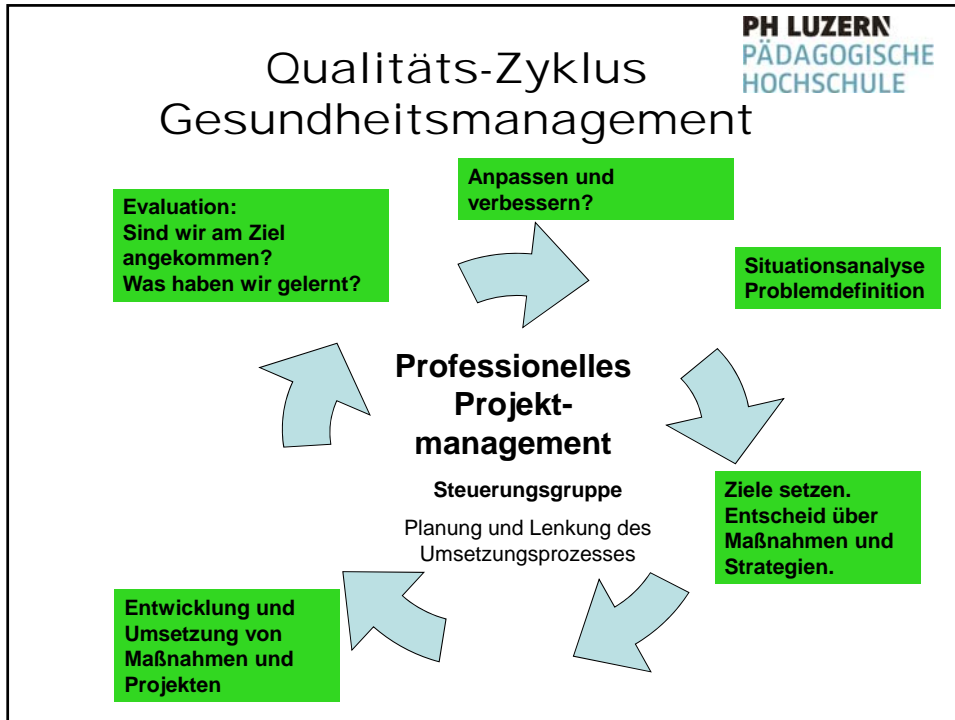 PH LUZERN
PÄDAGOGISCHE
HOCHSCHULE
Qualitäts-Zyklus
Gesundheitsmanagement
Anpassen und
verbessern?
Evaluation:
Sind wir am Ziel
angekommen?
Was haben wir gelernt?
Situationsanalyse
Problemdefinition
Professionelles
Projekt-
management
Steuerungsgruppe
Planung und Lenkung des
Umsetzungsprozesses
Ziele setzen.
Entscheid über
Maßnahmen und
Strategien.
Entwicklung und
Umsetzung von
Maßnahmen und
Projekten